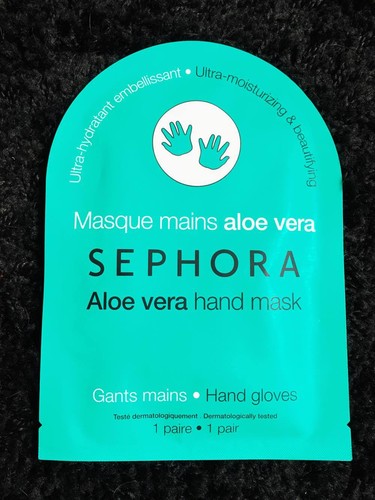 Ultra-hydratant embellissant • Ultra-moisturizing & beautifying
Masque mains aloe vera
SEPHORA
Aloe vera hand mask
Gants mains • Hand gloves
Testé dermatologiquement . Dermatologically tested
1 paire • 1 pair